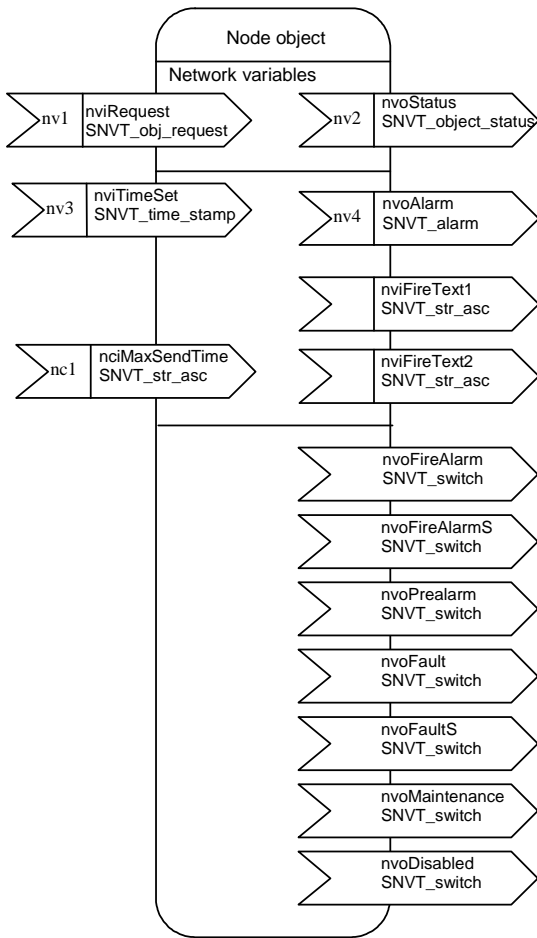 Node object
Network variables
nv1
nviRequest
SNVT_obj_request
nv2
nvoStatus
SNVT_object_status
nv3
nviTimeSet
SNVT_time_stamp
nv4
nvoAlarm
SNVT_alarm
nviFireText1
SNVT_str_asc
nc1
nciMaxSendTime
SNVT_str_asc
nviFireText2
SNVT_str_asc
nvoFireAlarm
SNVT_switch
nvoFireAlarmS
SNVT_switch
nvoPrealarm
SNVT_switch
nvoFault
SNVT_switch
nvoFaultS
SNVT_switch
nvoMaintenance
SNVT_switch
nvoDisabled
SNVT_switch